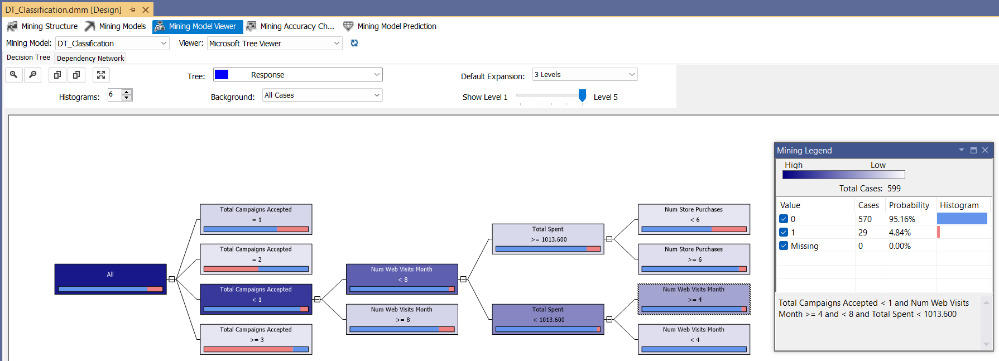 DT_Classification.dmm [Design]
Mining Structure Mining Models Mining Model Viewer Mining Accuracy Ch... Mining Model Prediction
Mining Model: DT_Classification Viewer: Microsoft Tree Viewer
Decision Tree Dependency Network
Tree: Response Default Expansion: 3 Levels
Histograms: 6 Background: All Cases Show Level 1 Level 5
All
Total Campaigns Accepted
= 1
Total Campaigns Accepted
= 2
Total Campaigns Accepted
< 1
Total Campaigns Accepted
>= 3
Num Web Visits Month
< 8
Num Web Visits Month
>= 8
Total Spent
>= 1013.600
Total Spent
< 1013.600
Num Store Purchases
< 6
Num Store Purchases
>= 6
Num Web Visits Month
>= 4
Num Web Visits Month
< 4
Mining Legend
High Low
Total Cases: 599
Value Cases Probability Histogram
0 570 95.16%
1 29 4.84%
Missing 0 0.00%
Total Campaigns Accepted < 1 and Num Web Visits
Month >= 4 and < 8 and Total Spent < 1013.600